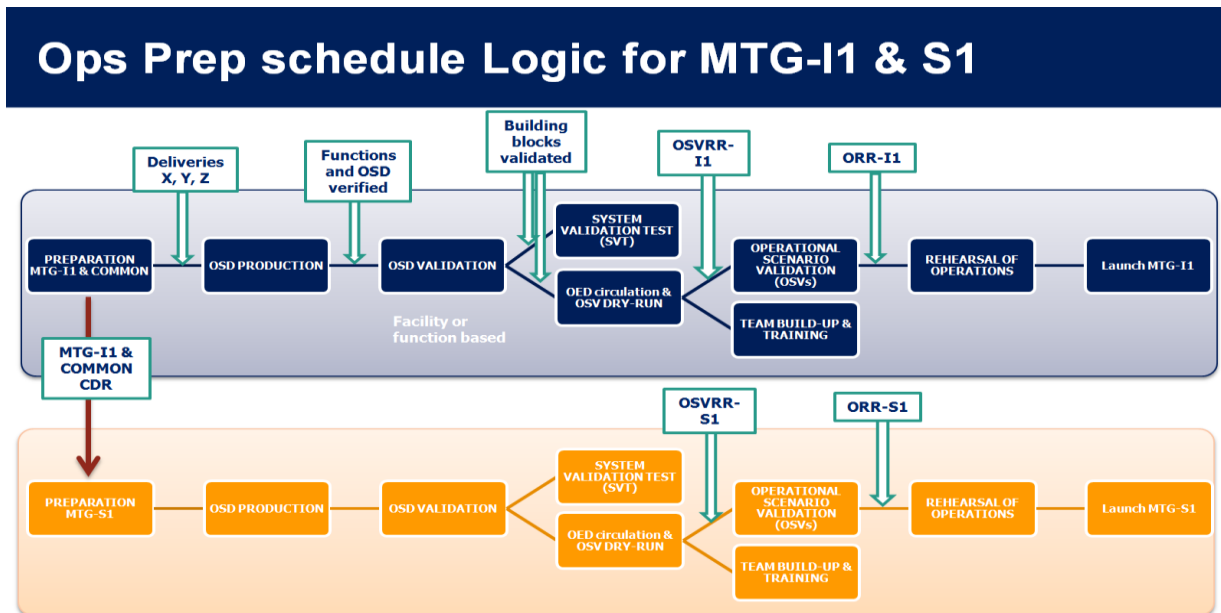 Ops Prep schedule Logic for MTG-I1 & S1
Deliveries
X, Y, Z
Functions
and OSD
verified
Building
blocks
validated
OSVRR-
I1
ORR-I1
PREPARATION
MTG-I1 & COMMON
OSD PRODUCTION
OSD VALIDATION
SYSTEM
VALIDATION TEST
(SVT)
OED circulation &
OSV DRY-RUN
OPERATIONAL
SCENARIO
VALIDATION
(OSVs)
TEAM BUILD-UP &
TRAINING
REHEARSAL OF
OPERATIONS
Launch MTG-I1
Facility or
function based
MTG-I1 &
COMMON
CDR
OSVRR-
S1
ORR-S1
PREPARATION
MTG-S1
OSD PRODUCTION
OSD VALIDATION
SYSTEM
VALIDATION TEST
(SVT)
OED circulation &
OSV DRY-RUN
OPERATIONAL
SCENARIO
VALIDATION
(OSVs)
TEAM BUILD-UP &
TRAINING
REHEARSAL OF
OPERATIONS
Launch MTG-S1